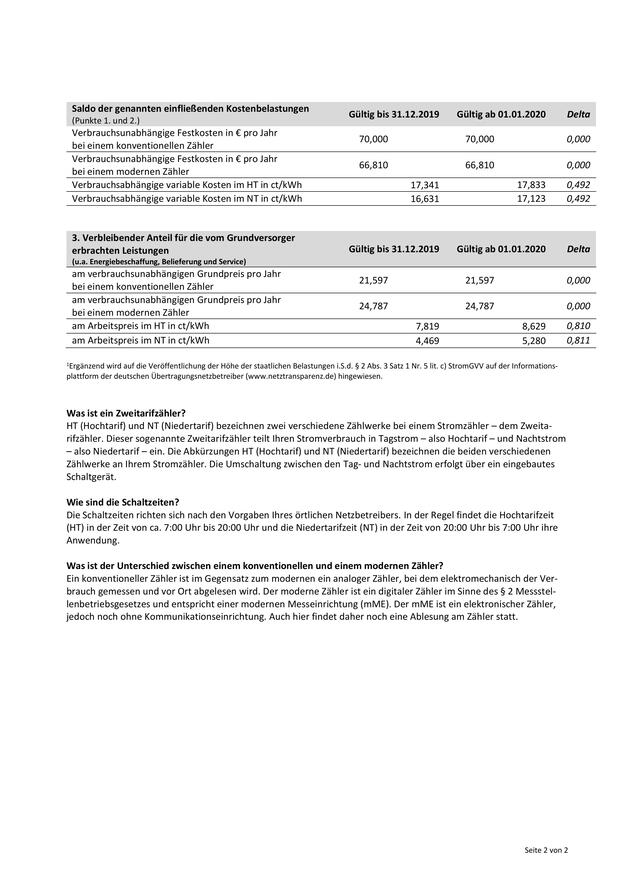 Saldo der genannten einfließenden Kostenbelastungen
(Punkte 1. und 2.) Gültig bis 31.12.2019 Gültig ab 01.01.2020 Delta
Verbrauchsunabhängige Festkosten in € pro Jahr
bei einem konventionellen Zähler 70,000 70,000 0,000
Verbrauchsunabhängige Festkosten in € pro Jahr
bei einem modernen Zähler 66,810 66,810 0,000
Verbrauchsabhängige variable Kosten im HT in ct/kWh 17,341 17,833 0,492
Verbrauchsabhängige variable Kosten im NT in ct/kWh 16,631 17,123 0,492
3. Verbleibender Anteil für die vom Grundversorger
erbrachten Leistungen Gültig bis 31.12.2019 Gültig ab 01.01.2020 Delta
(u.a. Energiebeschaffung, Belieferung und Service)
am verbrauchsunabhängigen Grundpreis pro Jahr
bei einem konventionellen Zähler 21,597 21,597 0,000
am verbrauchsunabhängigen Grundpreis pro Jahr
bei einem modernen Zähler 24,787 24,787 0,000
am Arbeitspreis im HT in ct/kWh 7,819 8,629 0,810
am Arbeitspreis im NT in ct/kWh 4,469 5,280 0,811
¹Ergänzend wird auf die Veröffentlichung der Höhe der staatlichen Belastungen i.S.d. § 2 Abs. 3 Satz 1 Nr. 5 lit. c) StromGVV auf der Informations-
plattform der deutschen Übertragungsnetzbetreiber (www.netztransparenz.de) hingewiesen.
Was ist ein Zweitarifzähler?
HT (Hochtarif) und NT (Niedertarif) bezeichnen zwei verschiedene Zählwerke bei einem Stromzähler – dem Zweita-
rifzähler. Dieser sogenannte Zweitarifzähler teilt Ihren Stromverbrauch in Tagstrom – also Hochtarif – und Nachtstrom
– also Niedertarif – ein. Die Abkürzungen HT (Hochtarif) und NT (Niedertarif) bezeichnen die beiden verschiedenen
Zählwerke an Ihrem Stromzähler. Die Umschaltung zwischen den Tag- und Nachtstrom erfolgt über ein eingebautes
Schaltgerät.
Wie sind die Schaltzeiten?
Die Schaltzeiten richten sich nach den Vorgaben Ihres örtlichen Netzbetreibers. In der Regel findet die Hochtarifzeit
(HT) in der Zeit von ca. 7:00 Uhr bis 20:00 Uhr und die Niedertarifzeit (NT) in der Zeit von 20:00 Uhr bis 7:00 Uhr ihre
Anwendung.
Was ist der Unterschied zwischen einem konventionellen und einem modernen Zähler?
Ein konventioneller Zähler ist im Gegensatz zum modernen ein analoger Zähler, bei dem elektromechanisch der Ver-
brauch gemessen und vor Ort abgelesen wird. Der moderne Zähler ist ein digitaler Zähler im Sinne des § 2 Messstel-
lenbetriebsgesetzes und entspricht einer modernen Messeinrichtung (mME). Der mME ist ein elektronischer Zähler,
jedoch noch ohne Kommunikationseinrichtung. Auch hier findet daher noch eine Ablesung am Zähler statt.
Seite 2 von 2